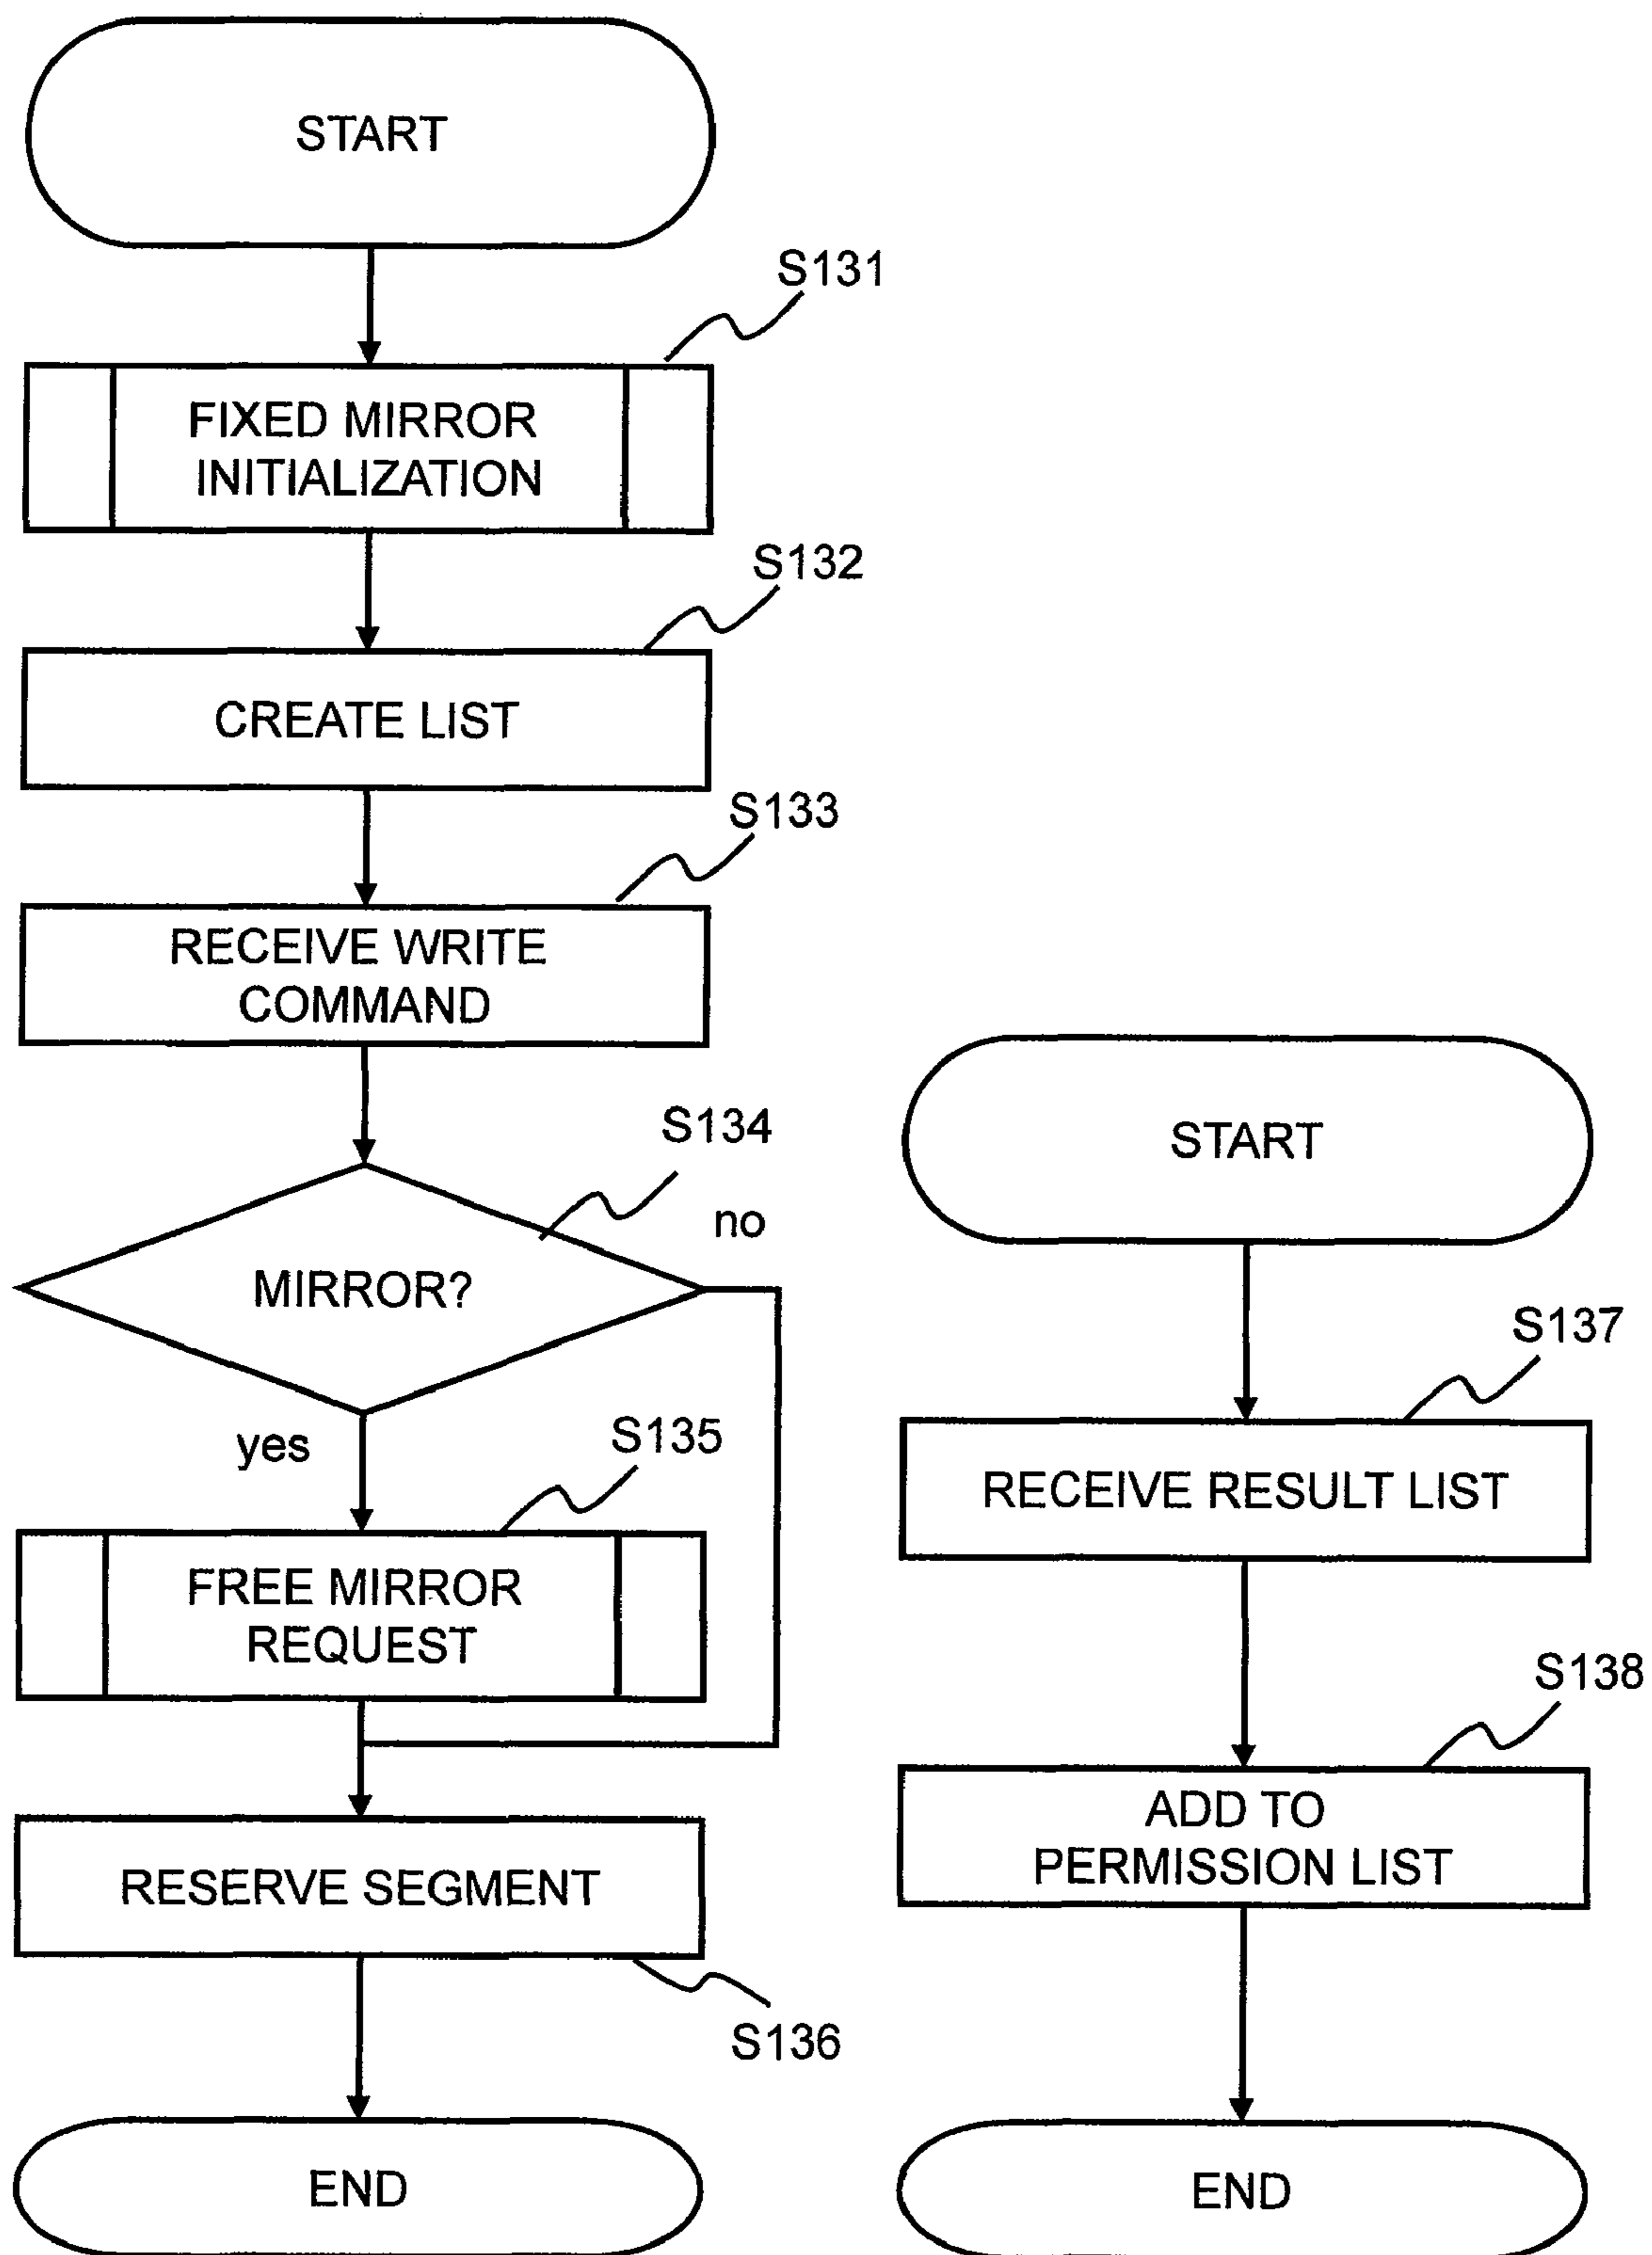 START
S131
FIXED MIRROR
INITIALIZATION
S132
CREATE LIST
S133
RECEIVE WRITE
COMMAND
S134
no
MIRROR?
yes
S135
FREE MIRROR
REQUEST
RESERVE SEGMENT
S136
END
START
S137
RECEIVE RESULT LIST
S138
ADD TO
PERMISSION LIST
END